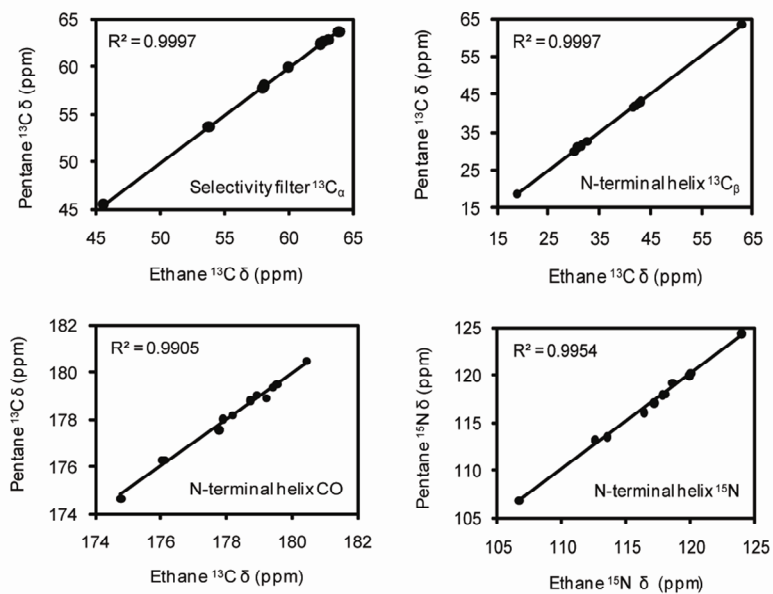 R² = 0.9997
Pentane ¹³C δ (ppm)
65
60
55
50
45
Selectivity filter ¹³Cα
45 50 55 60 65
Ethane ¹³C δ (ppm)
R² = 0.9997
Pentane ¹³C δ (ppm)
65
55
45
35
25
15
N-terminal helix ¹³Cβ
15 25 35 45 55 65
Ethane ¹³C δ (ppm)
R² = 0.9905
Pentane ¹³C δ (ppm)
182
180
178
176
174
N-terminal helix CO
174 176 178 180 182
Ethane ¹³C δ (ppm)
R² = 0.9954
Pentane ¹⁵N δ (ppm)
125
120
115
110
105
N-terminal helix ¹⁵N
105 110 115 120 125
Ethane ¹⁵N δ (ppm)